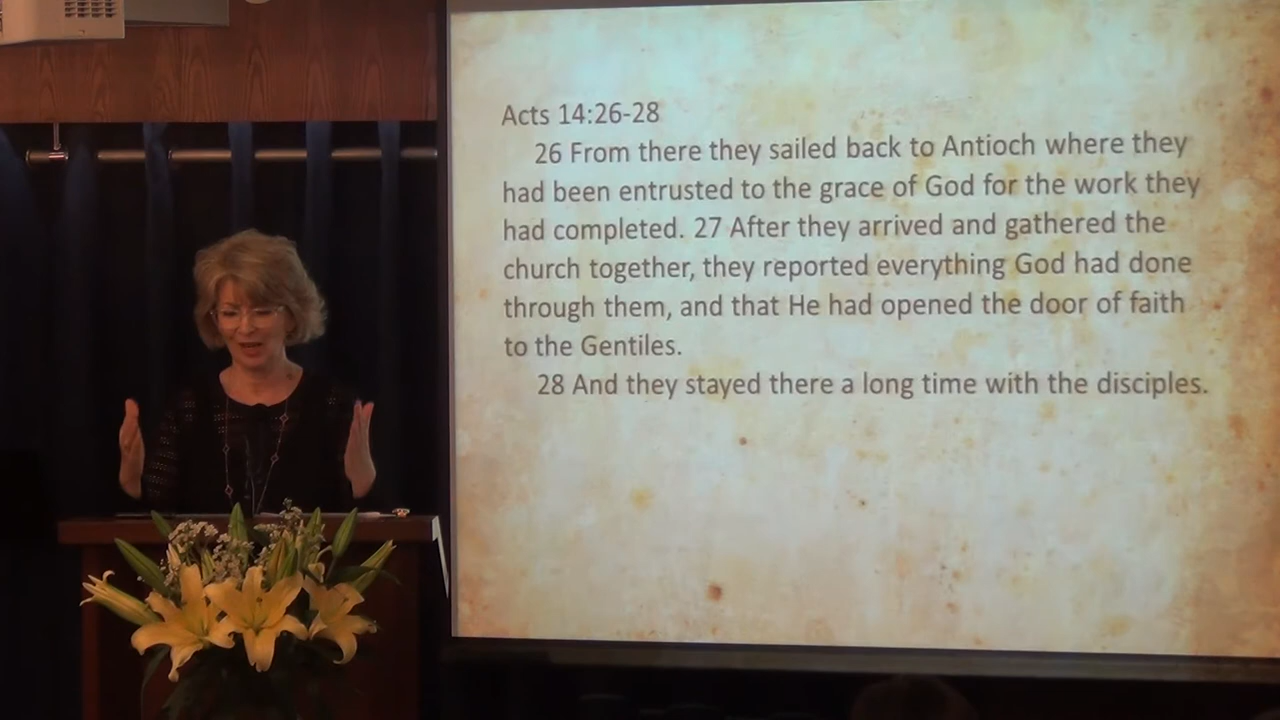 Acts 14:26-28
26 From there they sailed back to Antioch where they
had been entrusted to the grace of God for the work they
had completed. 27 After they arrived and gathered the
church together, they reported everything God had done
through them, and that He had opened the door of faith
to the Gentiles.
28 And they stayed there a long time with the disciples.